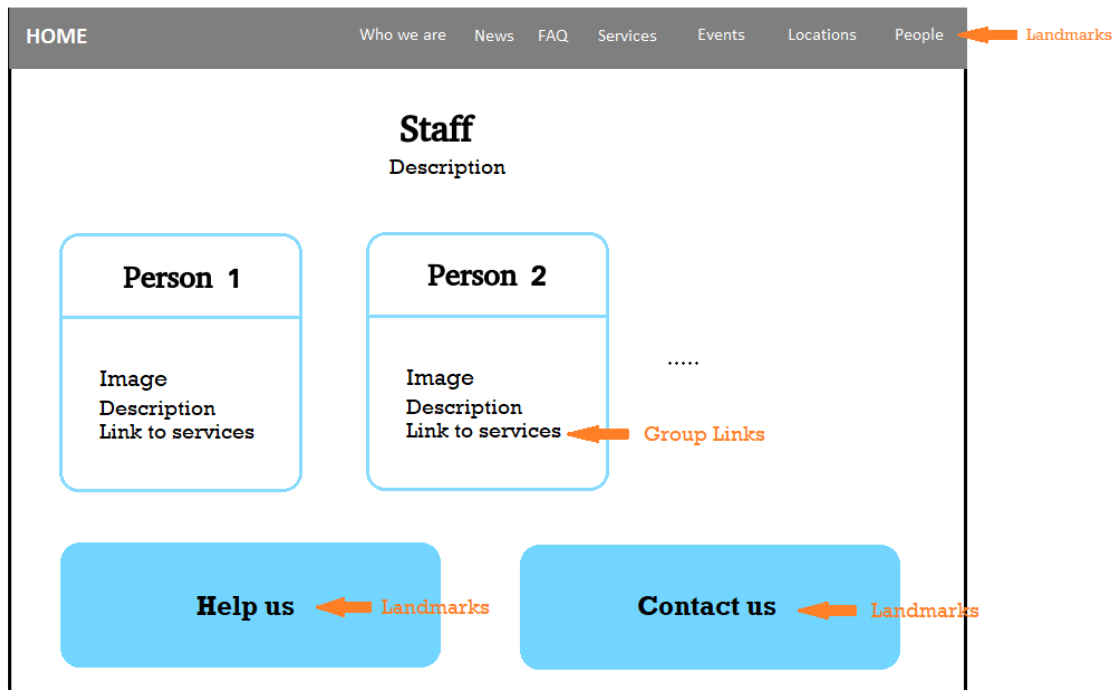 HOME Who we are News FAQ Services Events Locations People Landmarks
Staff
Description
Person 1
Image
Description
Link to services
Person 2
Image
Description
Link to services Group Links
.....
Help us Landmarks
Contact us Landmarks